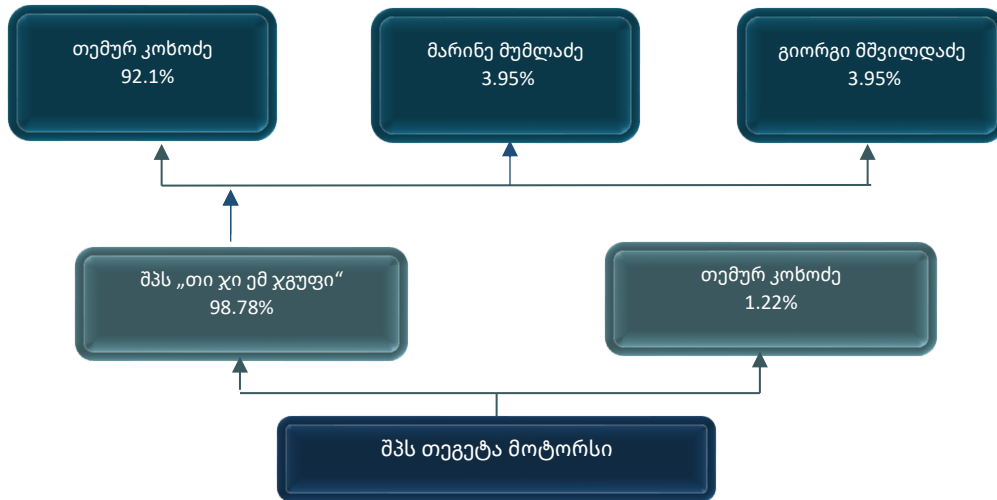 თემურ კოხოძე
92.1%
მარინე მუმლაძე
3.95%
გიორგი მშვილდაძე
3.95%
შპს „თი ჯი ემ ჯგუფი“
98.78%
თემურ კოხოძე
1.22%
შპს თეგეტა მოტორსი